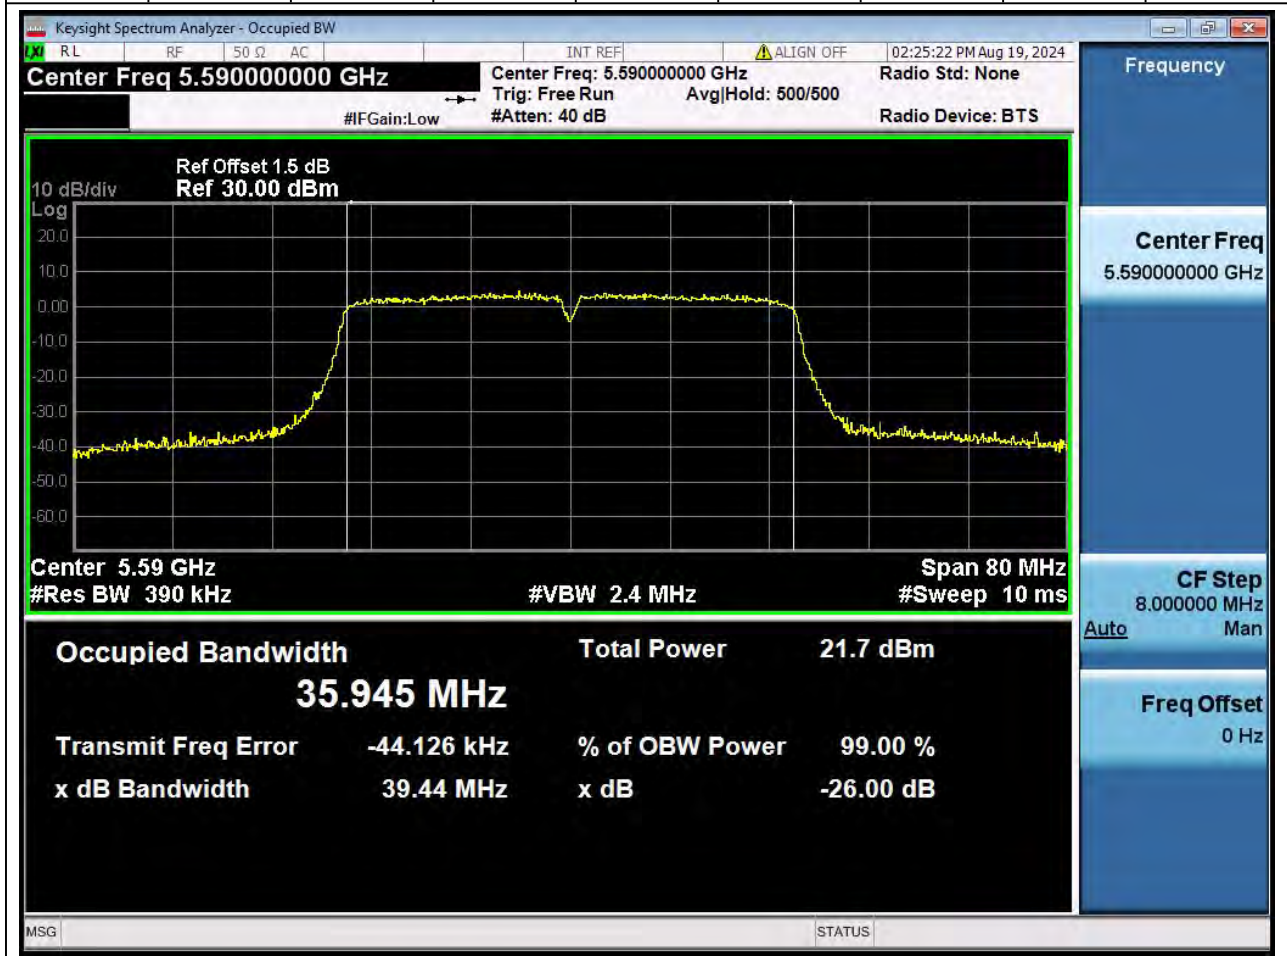 Keysight Spectrum Analyzer - Occupied BW
LXI RL RF 50 Ω AC INT REF ALIGN OFF 02:25:22 PM Aug 19, 2024
Center Freq 5.590000000 GHz
Center Freq: 5.590000000 GHz
Radio Std: None
Trig: Free Run Avg|Hold: 500/500
#IFGain:Low
#Atten: 40 dB
Radio Device: BTS
Frequency
Ref Offset 1.5 dB
10 dB/div Ref 30.00 dBm
Log
20.0
10.0
0.00
-10.0
-20.0
-30.0
-40.0
-50.0
-60.0
Center 5.59 GHz Span 80 MHz
#Res BW 390 kHz #VBW 2.4 MHz #Sweep 10 ms
Center Freq
5.590000000 GHz
CF Step
8.000000 MHz
Auto Man
Freq Offset
0 Hz
Occupied Bandwidth Total Power 21.7 dBm
35.945 MHz
Transmit Freq Error -44.126 kHz % of OBW Power 99.00 %
x dB Bandwidth 39.44 MHz x dB -26.00 dB
MSG STATUS